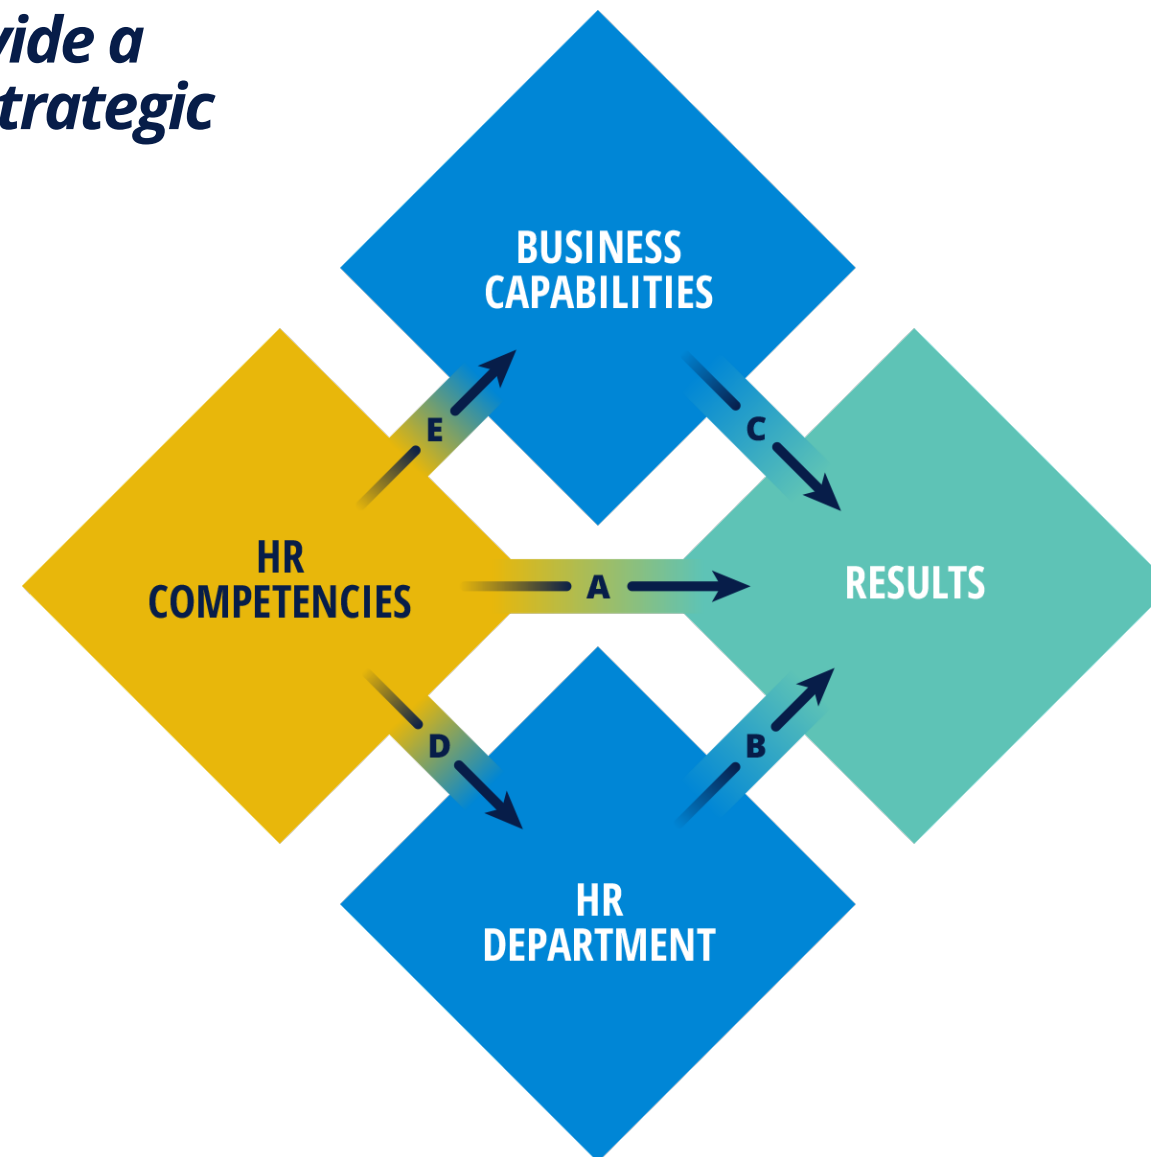 vide a
trategic
BUSINESS
CAPABILITIES
E
C
HR
COMPETENCIES
A
RESULTS
D
B
HR
DEPARTMENT